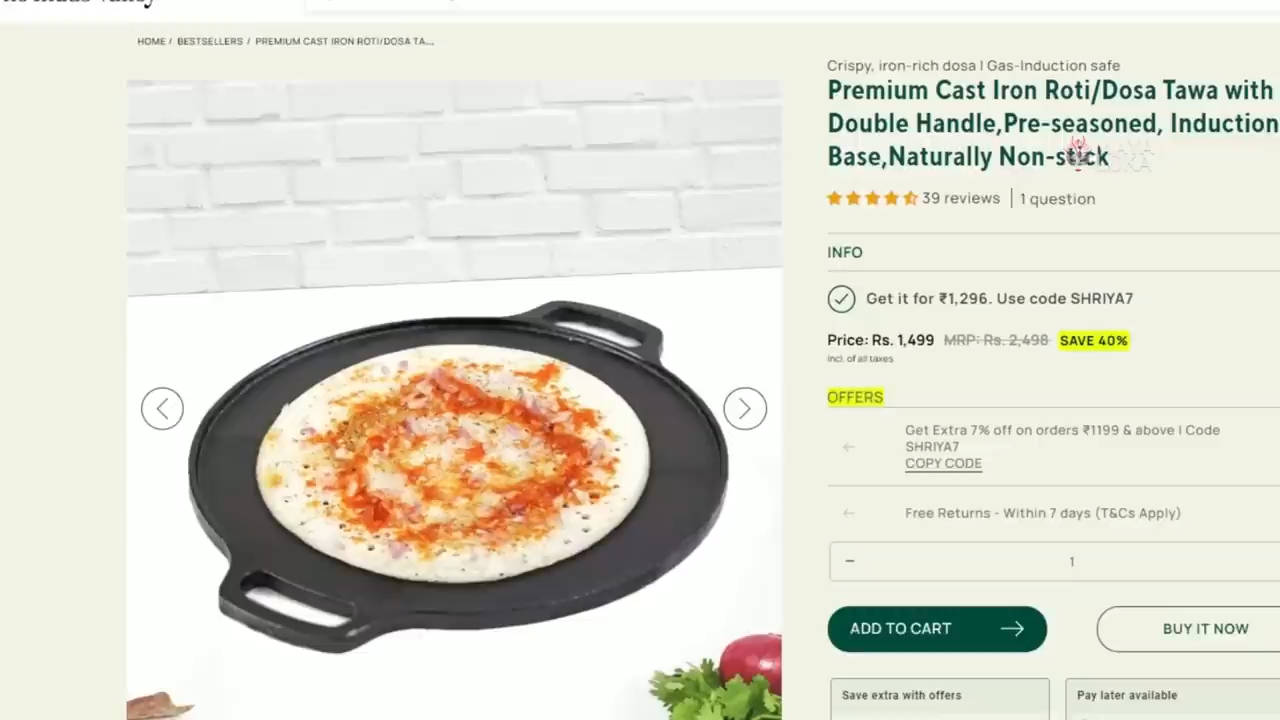 HOME / BESTSELLERS / PREMIUM CAST IRON ROTI/DOSA TA...
Crispy, iron-rich dosa | Gas-Induction safe
Premium Cast Iron Roti/Dosa Tawa with
Double Handle,Pre-seasoned, Induction
Base,Naturally Non-stick
39 reviews | 1 question
INFO
Get it for ₹1,296. Use code SHRIYA7
Price: Rs. 1,499 MRP: Rs. 2,498 SAVE 40%
Incl. of all taxes
OFFERS
Get Extra 7% off on orders ₹1199 & above | Code
SHRIYA7
COPY CODE
Free Returns - Within 7 days (T&Cs Apply)
1
ADD TO CART
BUY IT NOW
Save extra with offers
Pay later available